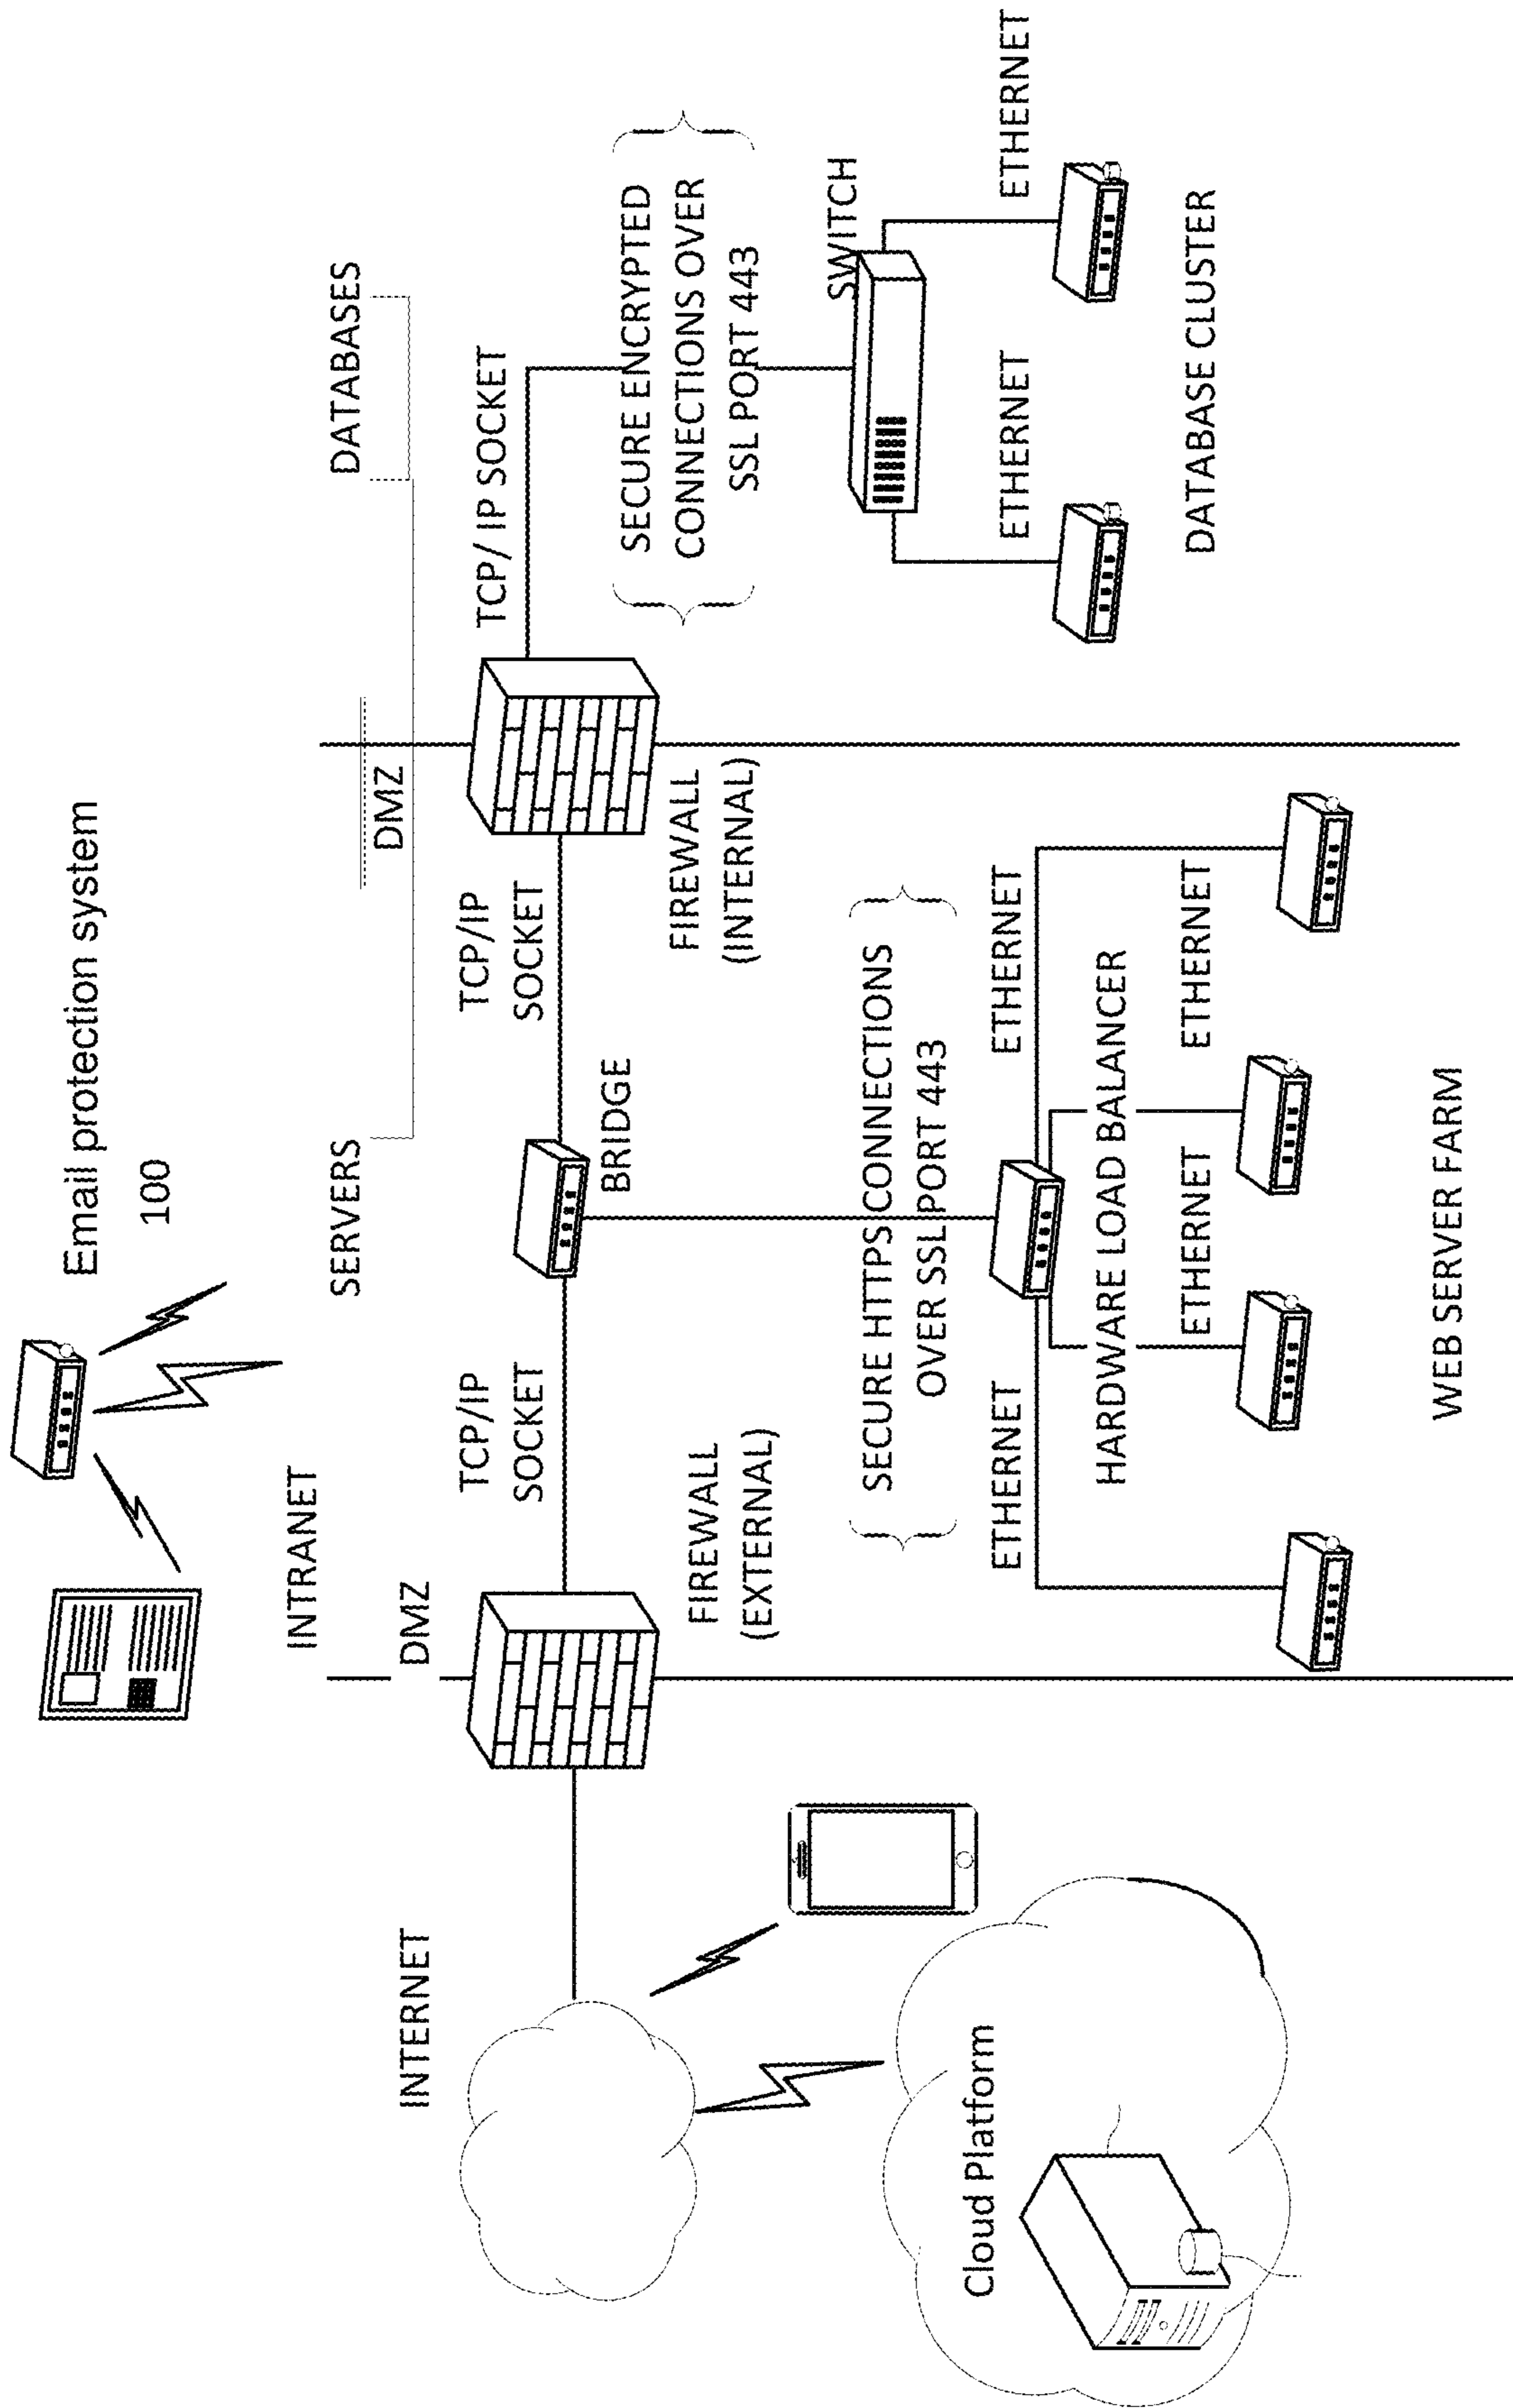 Email protection system
100
INTRANET
SERVERS
DATABASES
INTERNET
DMZ
DMZ
TCP/IP
SOCKET
TCP/IP
SOCKET
TCP/ IP SOCKET
BRIDGE
FIREWALL
(EXTERNAL)
FIREWALL
(INTERNAL)
SECURE ENCRYPTED
CONNECTIONS OVER
SSL PORT 443
SECURE HTTPS CONNECTIONS
OVER SSL PORT 443
SWITCH
Cloud Platform
ETHERNET
ETHERNET
ETHERNET
ETHERNET
HARDWARE LOAD BALANCER
ETHERNET
ETHERNET
DATABASE CLUSTER
WEB SERVER FARM